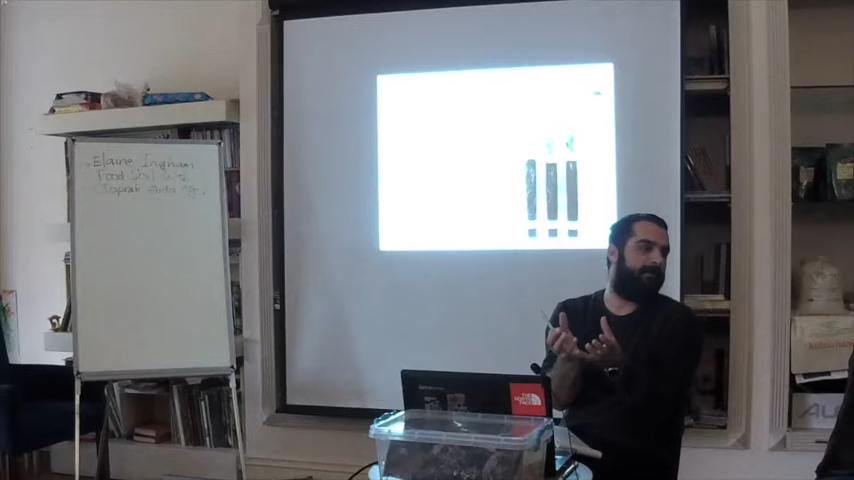 Elaine Ingham
Food Soil Web
Toprak Gıda Ağı
THE
NORTH
FACE